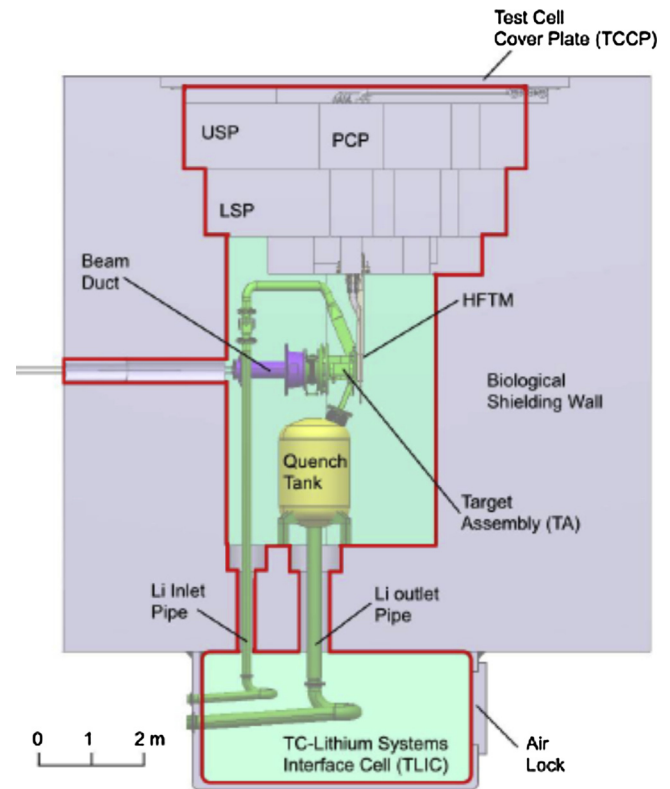 Test Cell
Cover Plate (TCCP)
USP
PCP
LSP
Beam
Duct
HFTM
Biological
Shielding Wall
Quench
Tank
Target
Assembly (TA)
Li Inlet
Pipe
Li outlet
Pipe
0 1 2 m
TC-Lithium Systems
Interface Cell (TLIC)
Air
Lock